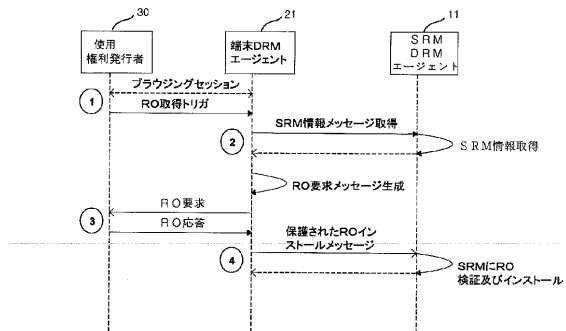 30
21
11
使用
権利発行者
端末DRM
エージェント
SRM
DRM
エージェント
ブラウジングセッション
1
RO取得トリガ
SRM情報メッセージ取得
2
SRM情報取得
RO要求メッセージ生成
RO要求
3
RO応答
保護されたROイン
ストールメッセージ
4
SRMにRO
検証及びインストール